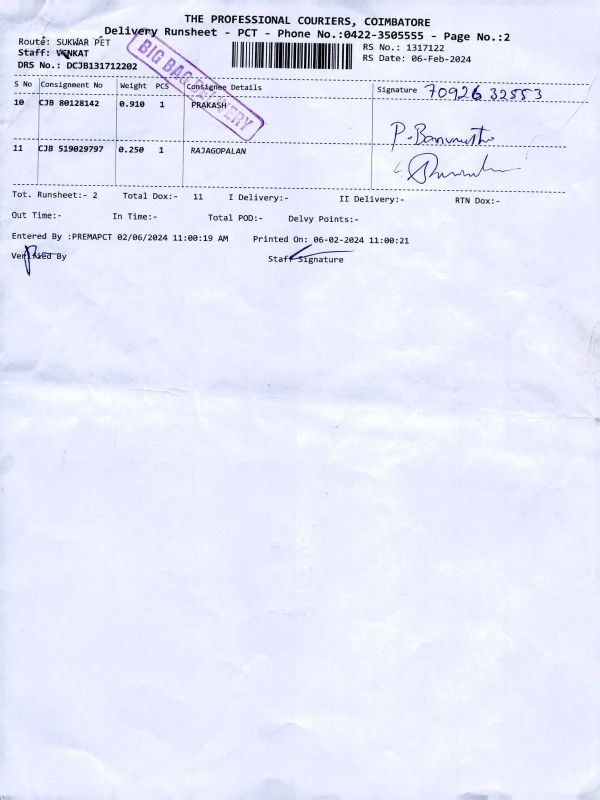 THE PROFESSIONAL COURIERS, COIMBATORE
Delivery Runsheet - PCT - Phone No.:0422-3505555 - Page No.:2
Route: SUKWAR PET
Staff: VENKAT
DRS No.: DCJB131712202
RS No.: 1317122
RS Date: 06-Feb-2024
BIG BAG DELIVERY
S No Consignment No Weight PCS Consignee Details Signature 70926 32553
10 CJB 80128142 0.910 1 PRAKASH
11 CJB 519029797 0.250 1 RAJAGOPALAN
Tot. Runsheet:- 2 Total Dox:- 11 I Delivery:- II Delivery:- RTN Dox:-
Out Time:- In Time:- Total POD:- Delvy Points:-
Entered By :PREMAPCT 02/06/2024 11:00:19 AM Printed On: 06-02-2024 11:00:21
Verified By Staff Signature